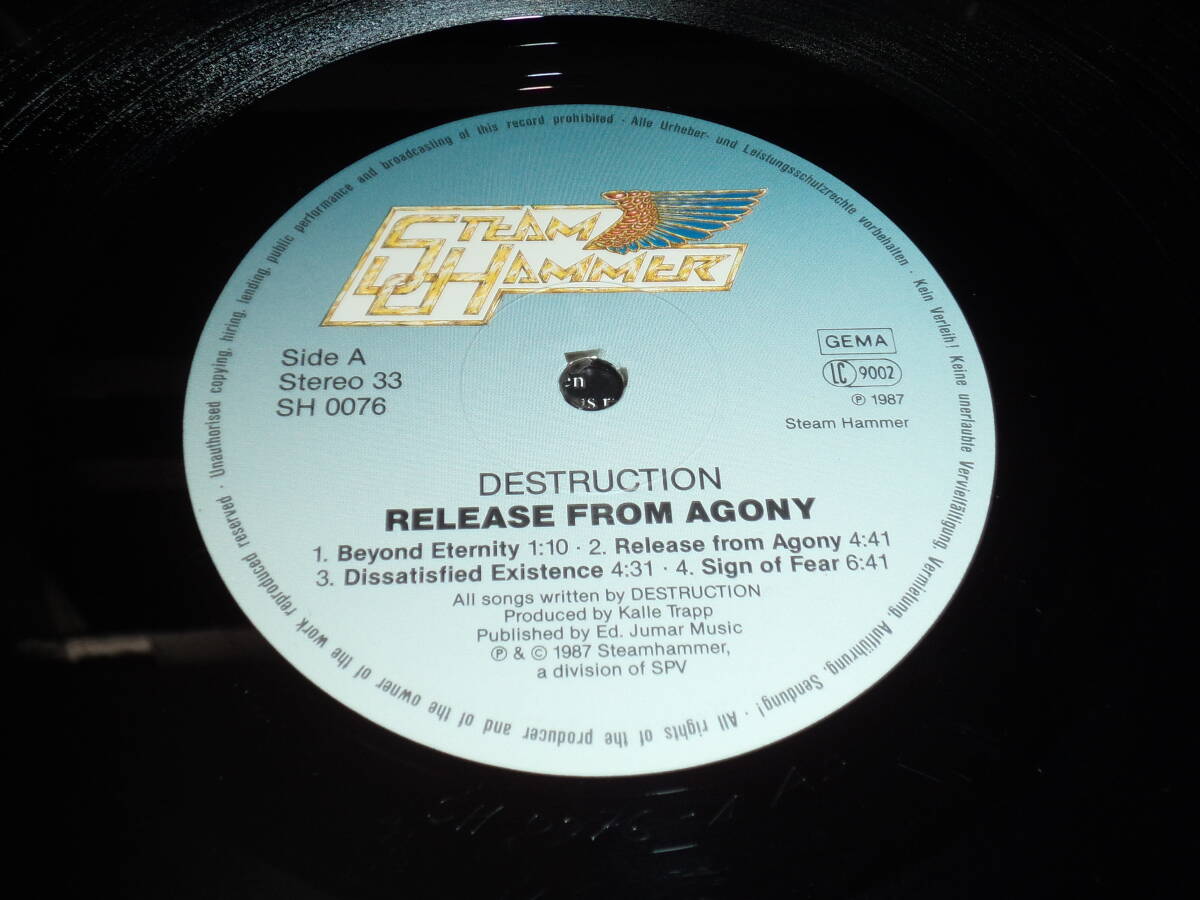 Unauthorised copying, hiring, lending, public performance and broadcasting of this record prohibited · Alle Urheber- und Leistungsschutzrechte vorbehalten · Kein Verleih! Keine unerlaubte Vervielfältigung, Vermietung, Aufführung, Sendung! · All rights of the producer and of the owner of the work reproduced reserved ·
STEAM
HAMMER
Side A
Stereo 33
SH 0076
GEMA
LC 9002
℗ 1987
Steam Hammer
en
DESTRUCTION
RELEASE FROM AGONY
1. Beyond Eternity 1:10 · 2. Release from Agony 4:41
3. Dissatisfied Existence 4:31 · 4. Sign of Fear 6:41
All songs written by DESTRUCTION
Produced by Kalle Trapp
Published by Ed. Jumar Music
℗ & © 1987 Steamhammer,
a division of SPV